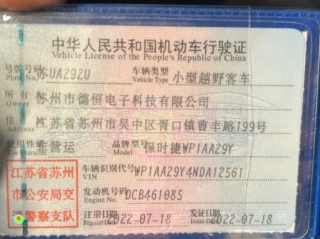 中华人民共和国机动车行驶证
Vehicle License of the People's Republic of China
号牌号码 苏UA292U 车辆类型 Vehicle Type 小型越野客车
所有人 Owner 苏州市德恒电子科技有限公司
住址 江苏省苏州市吴中区胥口镇曹丰路199号
使用性质 非营运 品牌型号 Model 保时捷WP1AA29Y
江苏省苏州
市公安局交
警察支队
车辆识别代号 VIN WP1AA29Y4NDA12561
发动机号码 Engine No. DCB461085
注册日期 2022-07-18 发证日期 Issue Date 2022-07-18